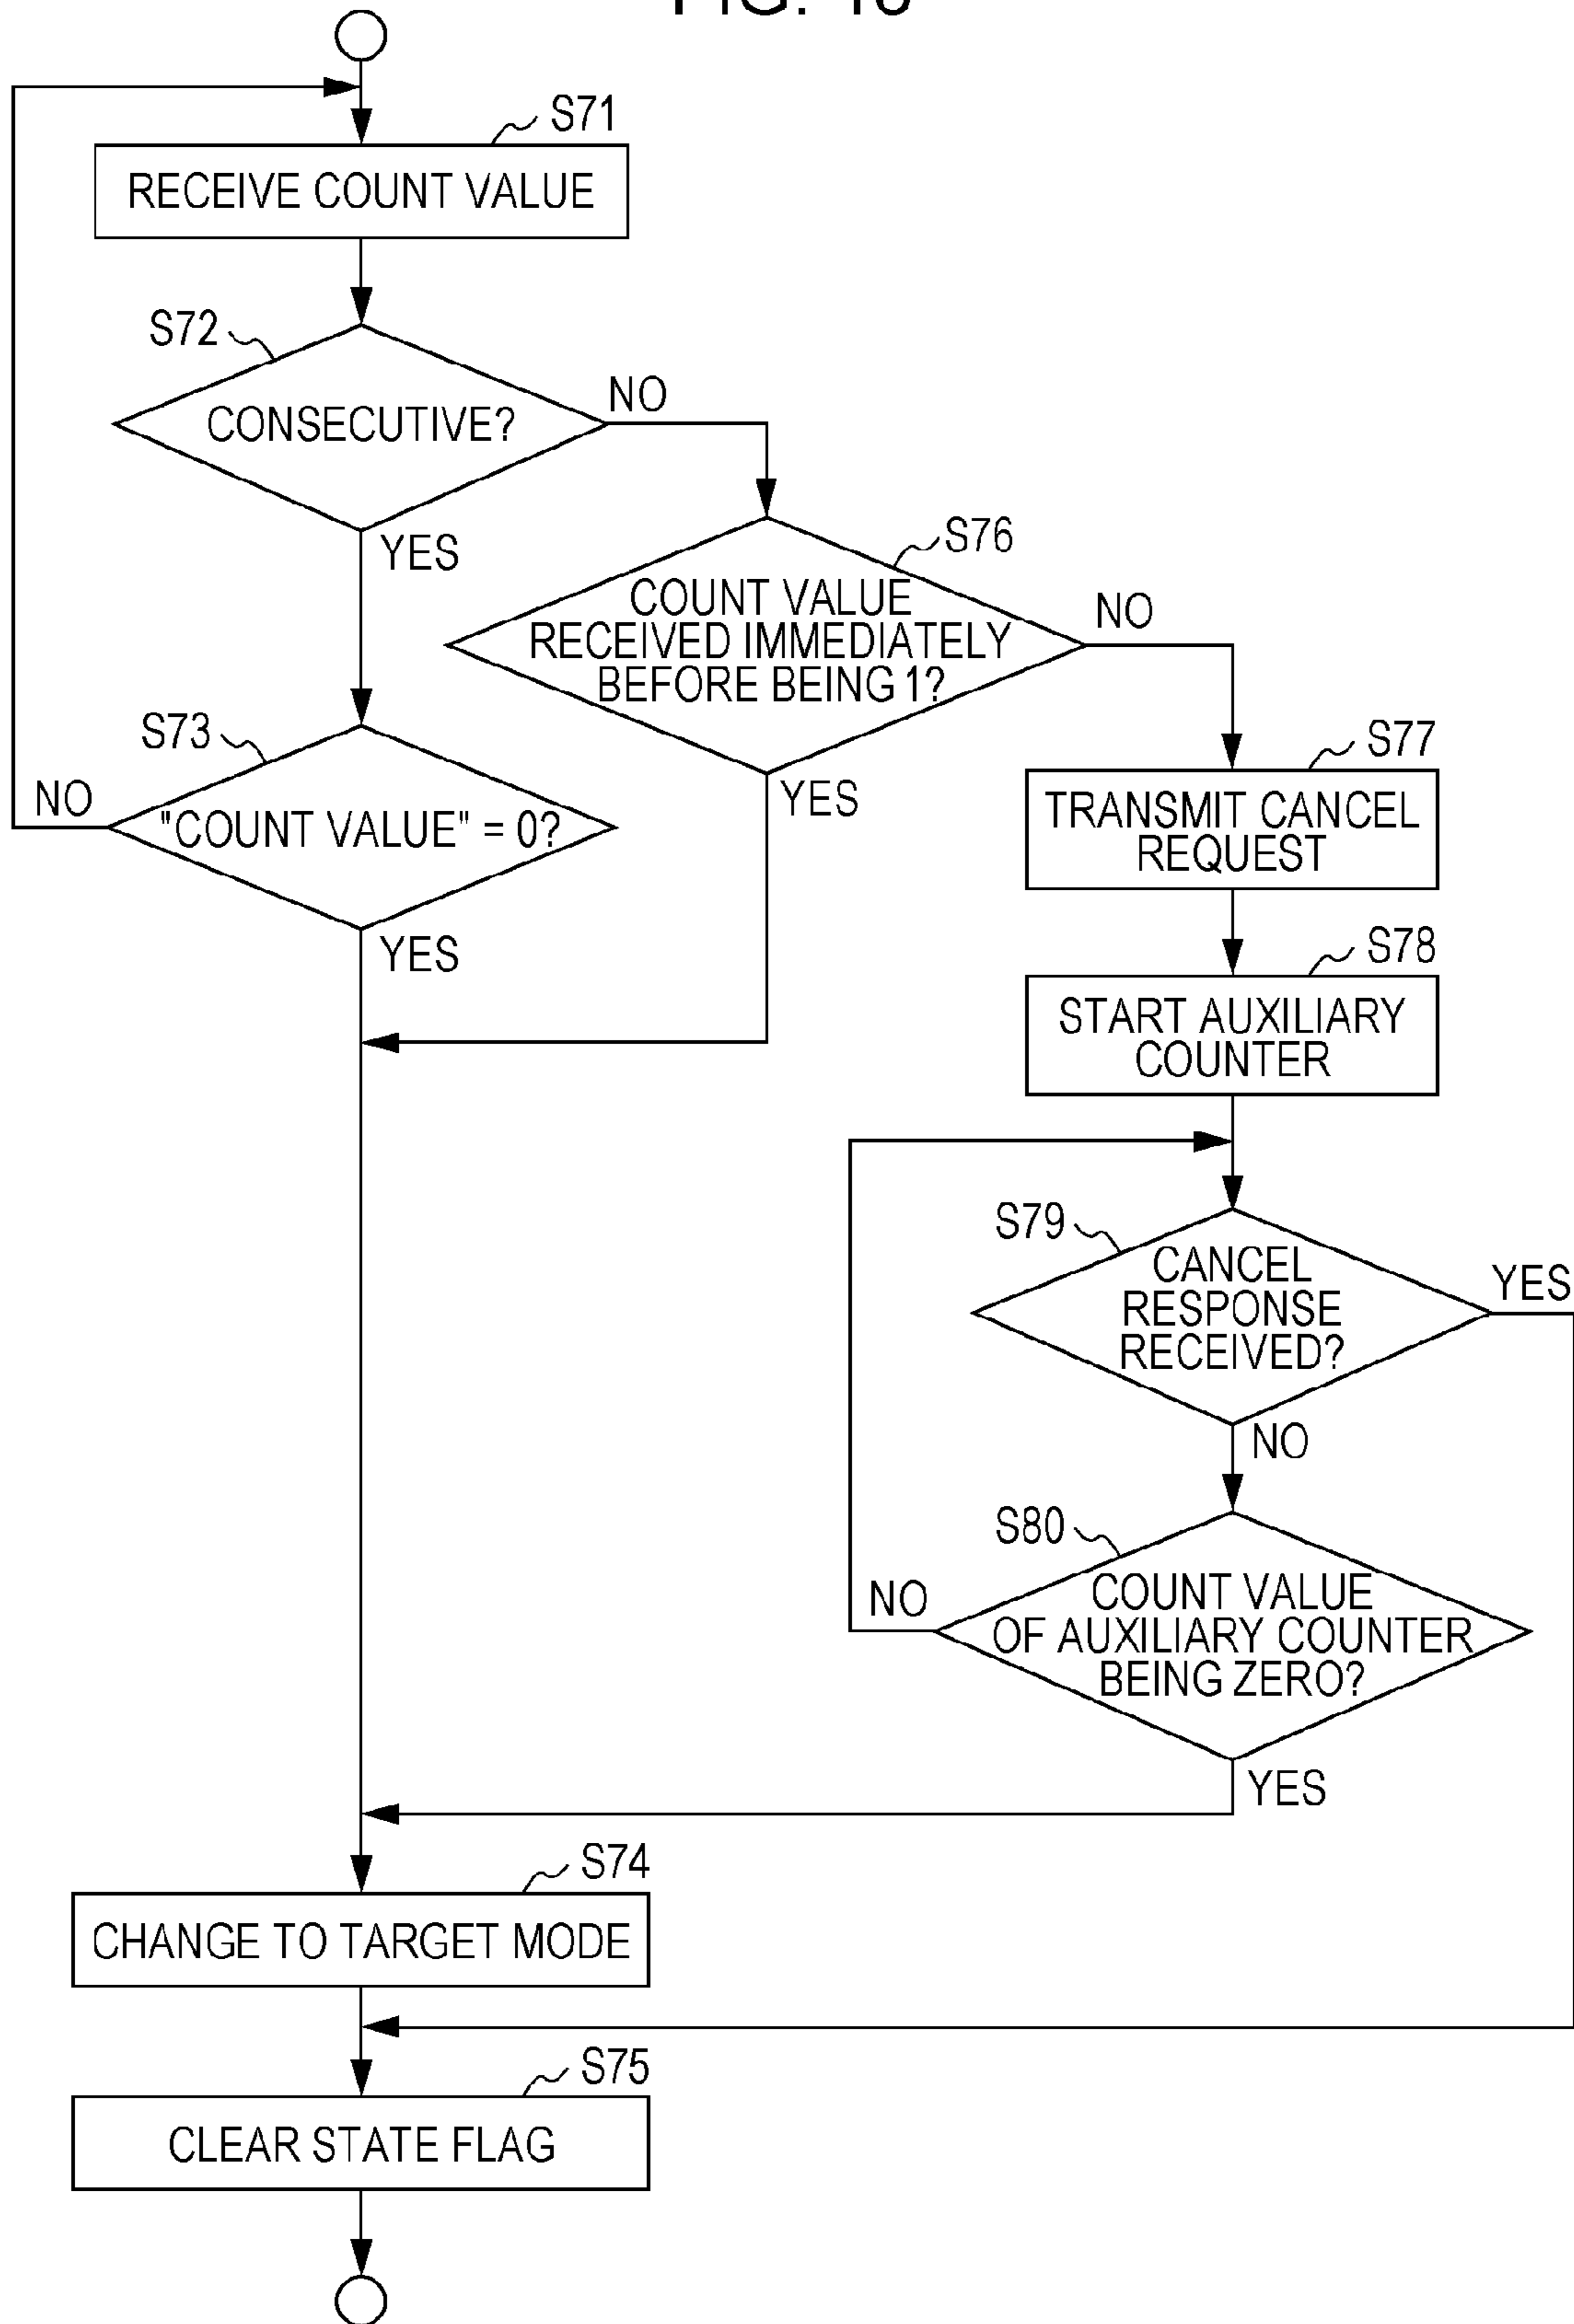 S71
RECEIVE COUNT VALUE
S72
CONSECUTIVE?
NO
YES
S76
COUNT VALUE
RECEIVED IMMEDIATELY
BEFORE BEING 1?
NO
YES
S73
"COUNT VALUE" = 0?
NO
YES
S77
TRANSMIT CANCEL
REQUEST
S78
START AUXILIARY
COUNTER
S79
CANCEL
RESPONSE
RECEIVED?
YES
NO
S80
COUNT VALUE
OF AUXILIARY COUNTER
BEING ZERO?
NO
YES
S74
CHANGE TO TARGET MODE
S75
CLEAR STATE FLAG